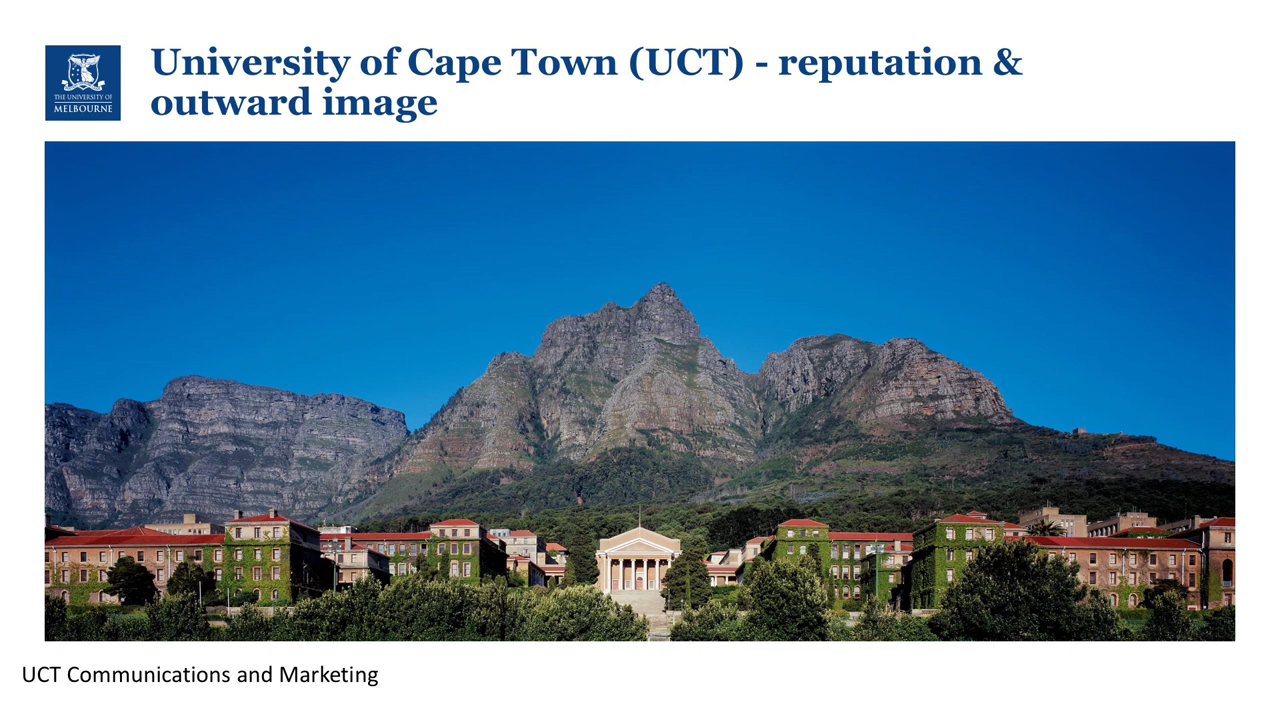 University of Cape Town (UCT) - reputation &
outward image
THE UNIVERSITY OF
MELBOURNE
UCT Communications and Marketing